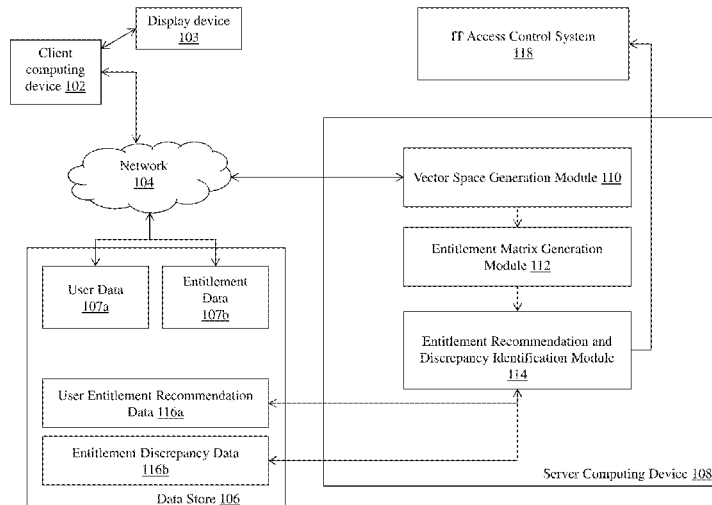 Display device
103
Client
computing
device 102
IT Access Control System
118
Network
104
Vector Space Generation Module 110
Entitlement Matrix Generation
Module 112
User Data
107a
Entitlement
Data
107b
Entitlement Recommendation and
Discrepancy Identification Module
114
User Entitlement Recommendation
Data 116a
Entitlement Discrepancy Data
116b
Data Store 106
Server Computing Device 108